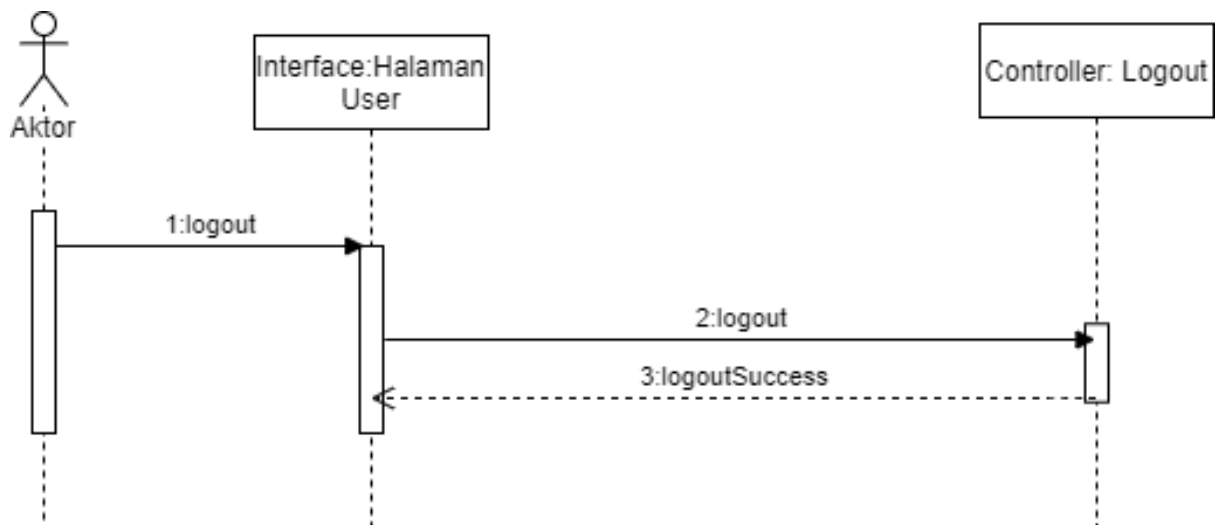 Aktor
Interface:Halaman
User
Controller: Logout
1:logout
2:logout
3:logoutSuccess